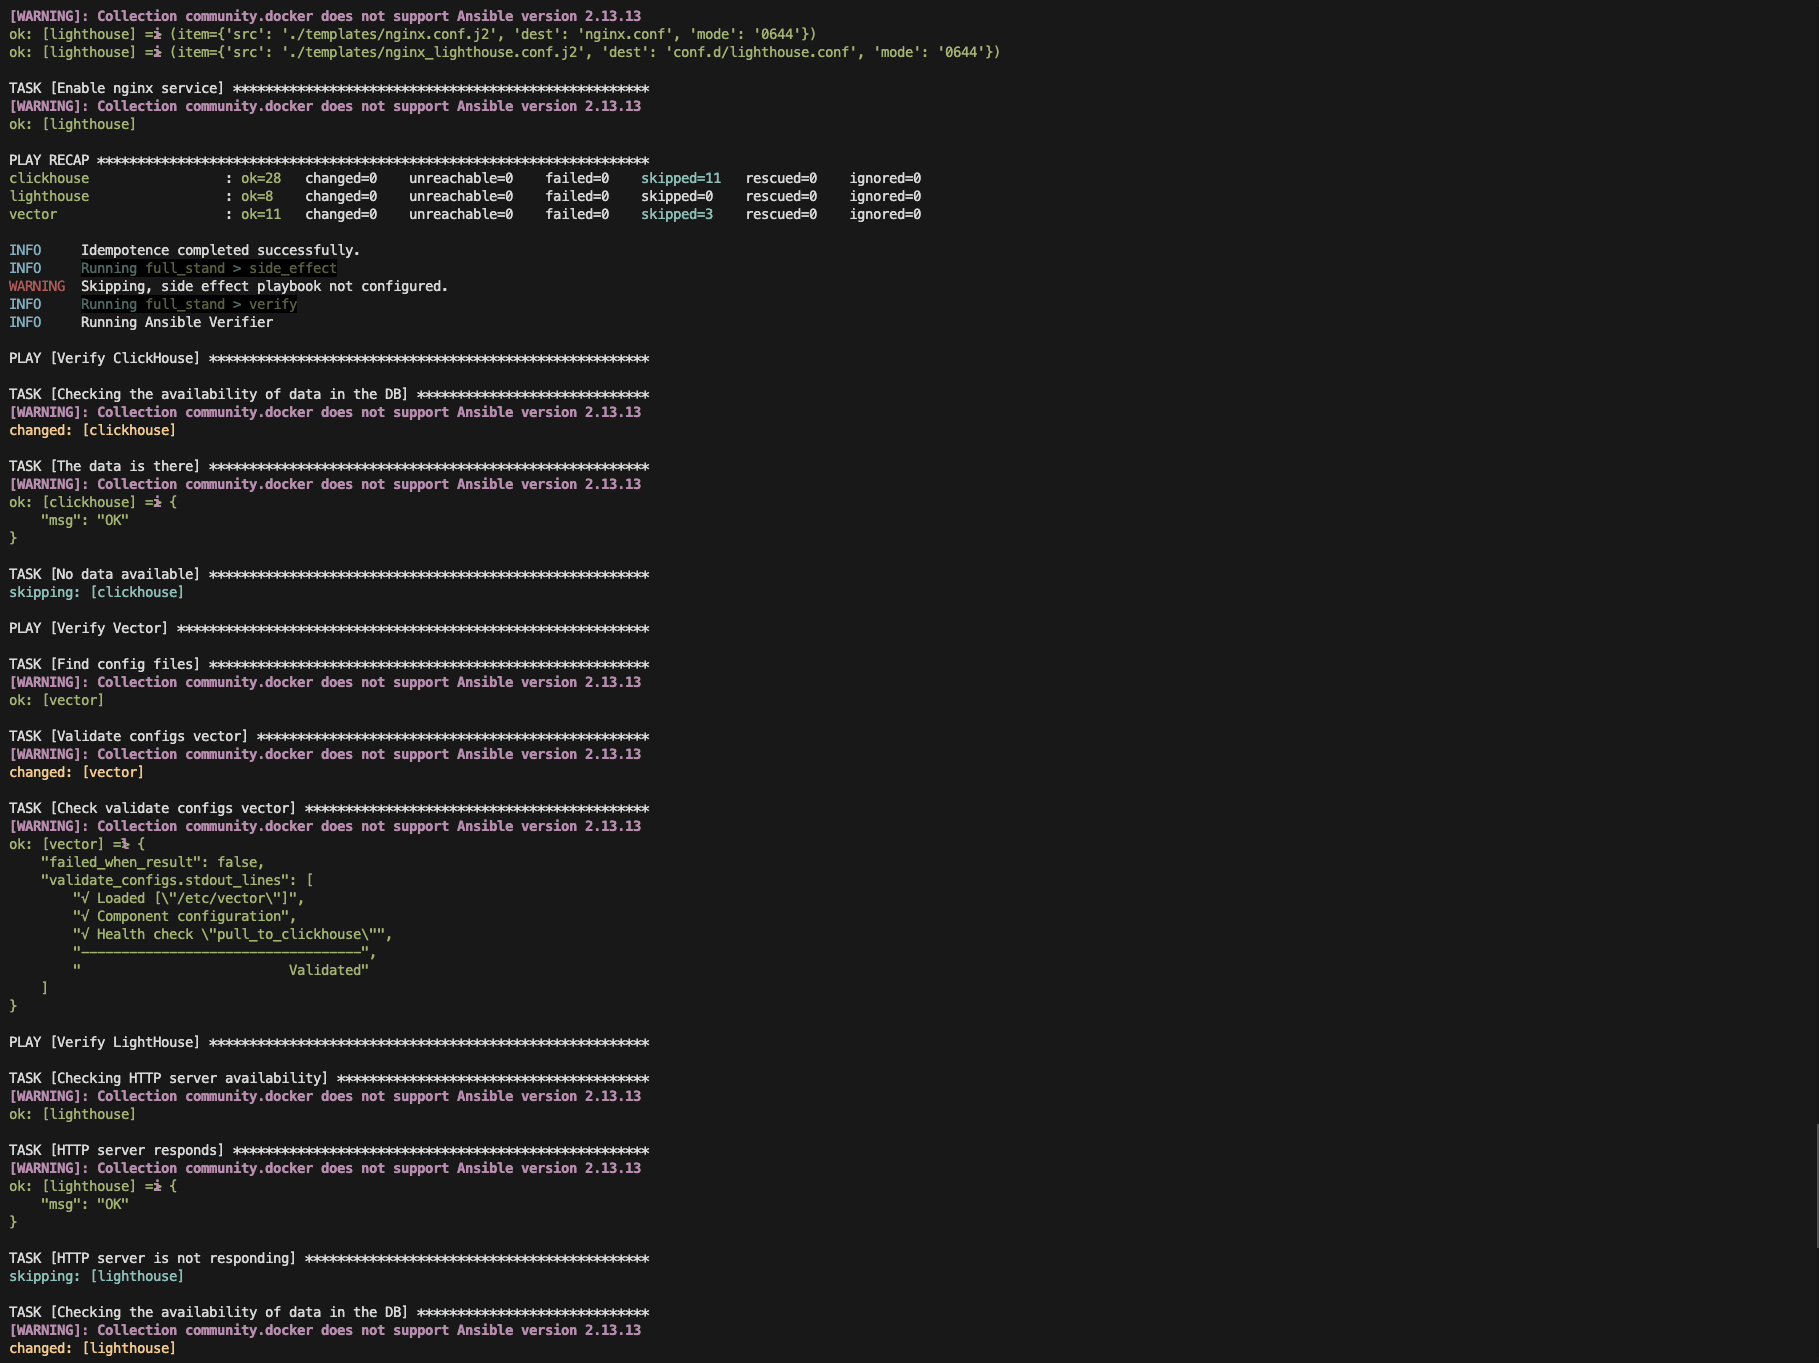 [WARNING]: Collection community.docker does not support Ansible version 2.13.13
ok: [lighthouse] => (item={'src': './templates/nginx.conf.j2', 'dest': 'nginx.conf', 'mode': '0644'})
ok: [lighthouse] => (item={'src': './templates/nginx_lighthouse.conf.j2', 'dest': 'conf.d/lighthouse.conf', 'mode': '0644'})
TASK [Enable nginx service] ****************************************************
[WARNING]: Collection community.docker does not support Ansible version 2.13.13
ok: [lighthouse]
PLAY RECAP *********************************************************************
clickhouse                 : ok=28   changed=0    unreachable=0    failed=0    skipped=11   rescued=0    ignored=0
lighthouse                 : ok=8    changed=0    unreachable=0    failed=0    skipped=0    rescued=0    ignored=0
vector                     : ok=11   changed=0    unreachable=0    failed=0    skipped=3    rescued=0    ignored=0
INFO     Idempotence completed successfully.
INFO     Running full_stand > side_effect
WARNING  Skipping, side effect playbook not configured.
INFO     Running full_stand > verify
INFO     Running Ansible Verifier
PLAY [Verify ClickHouse] *******************************************************
TASK [Checking the availability of data in the DB] *****************************
[WARNING]: Collection community.docker does not support Ansible version 2.13.13
changed: [clickhouse]
TASK [The data is there] *******************************************************
[WARNING]: Collection community.docker does not support Ansible version 2.13.13
ok: [clickhouse] => {
    "msg": "OK"
}
TASK [No data available] *******************************************************
skipping: [clickhouse]
PLAY [Verify Vector] ***********************************************************
TASK [Find config files] *******************************************************
[WARNING]: Collection community.docker does not support Ansible version 2.13.13
ok: [vector]
TASK [Validate configs vector] *************************************************
[WARNING]: Collection community.docker does not support Ansible version 2.13.13
changed: [vector]
TASK [Check validate configs vector] *******************************************
[WARNING]: Collection community.docker does not support Ansible version 2.13.13
ok: [vector] => {
    "failed_when_result": false,
    "validate_configs.stdout_lines": [
        "√ Loaded [\"/etc/vector\"]",
        "√ Component configuration",
        "√ Health check \"pull_to_clickhouse\"",
        "-----------------------------------",
        "                          Validated"
    ]
}
PLAY [Verify LightHouse] *******************************************************
TASK [Checking HTTP server availability] ***************************************
[WARNING]: Collection community.docker does not support Ansible version 2.13.13
ok: [lighthouse]
TASK [HTTP server responds] ****************************************************
[WARNING]: Collection community.docker does not support Ansible version 2.13.13
ok: [lighthouse] => {
    "msg": "OK"
}
TASK [HTTP server is not responding] *******************************************
skipping: [lighthouse]
TASK [Checking the availability of data in the DB] *****************************
[WARNING]: Collection community.docker does not support Ansible version 2.13.13
changed: [lighthouse]